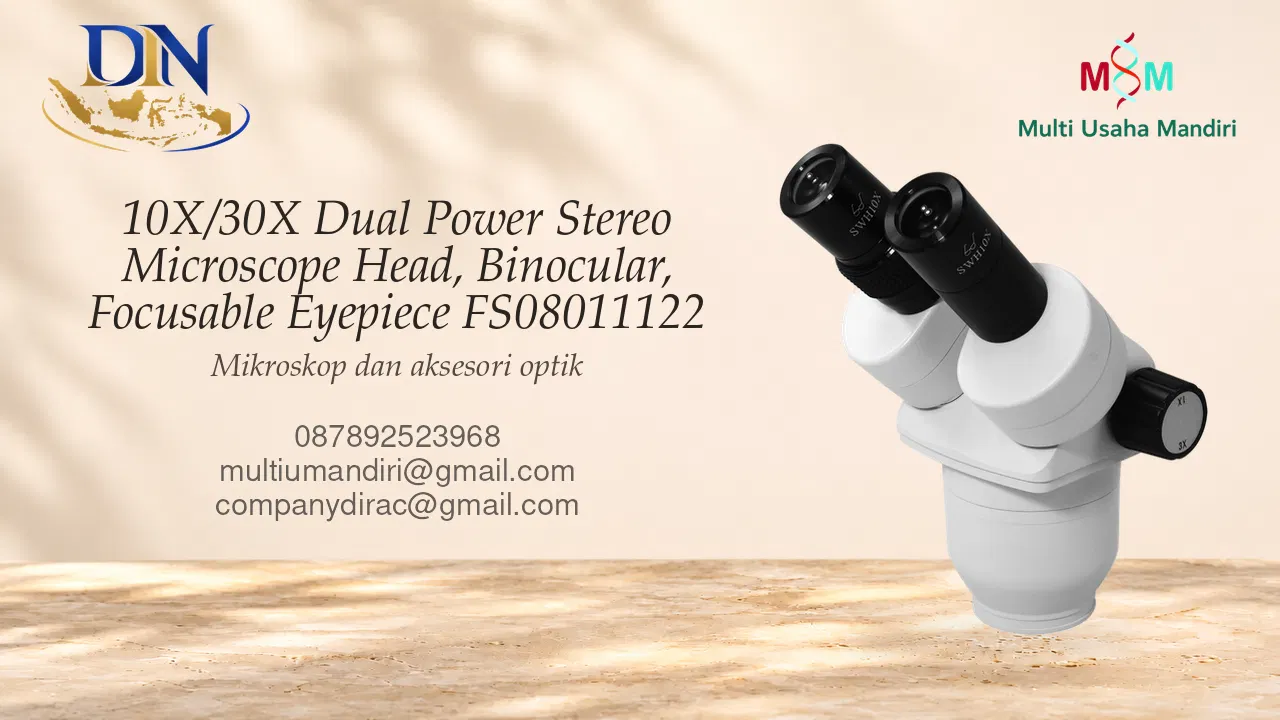 DIN
M M
Multi Usaha Mandiri
10X/30X Dual Power Stereo
Microscope Head, Binocular,
Focusable Eyepiece FS08011122
Mikroskop dan aksesori optik
087892523968
multiumandiri@gmail.com
companydirac@gmail.com
SWH10X
SWH10X
X1
3X